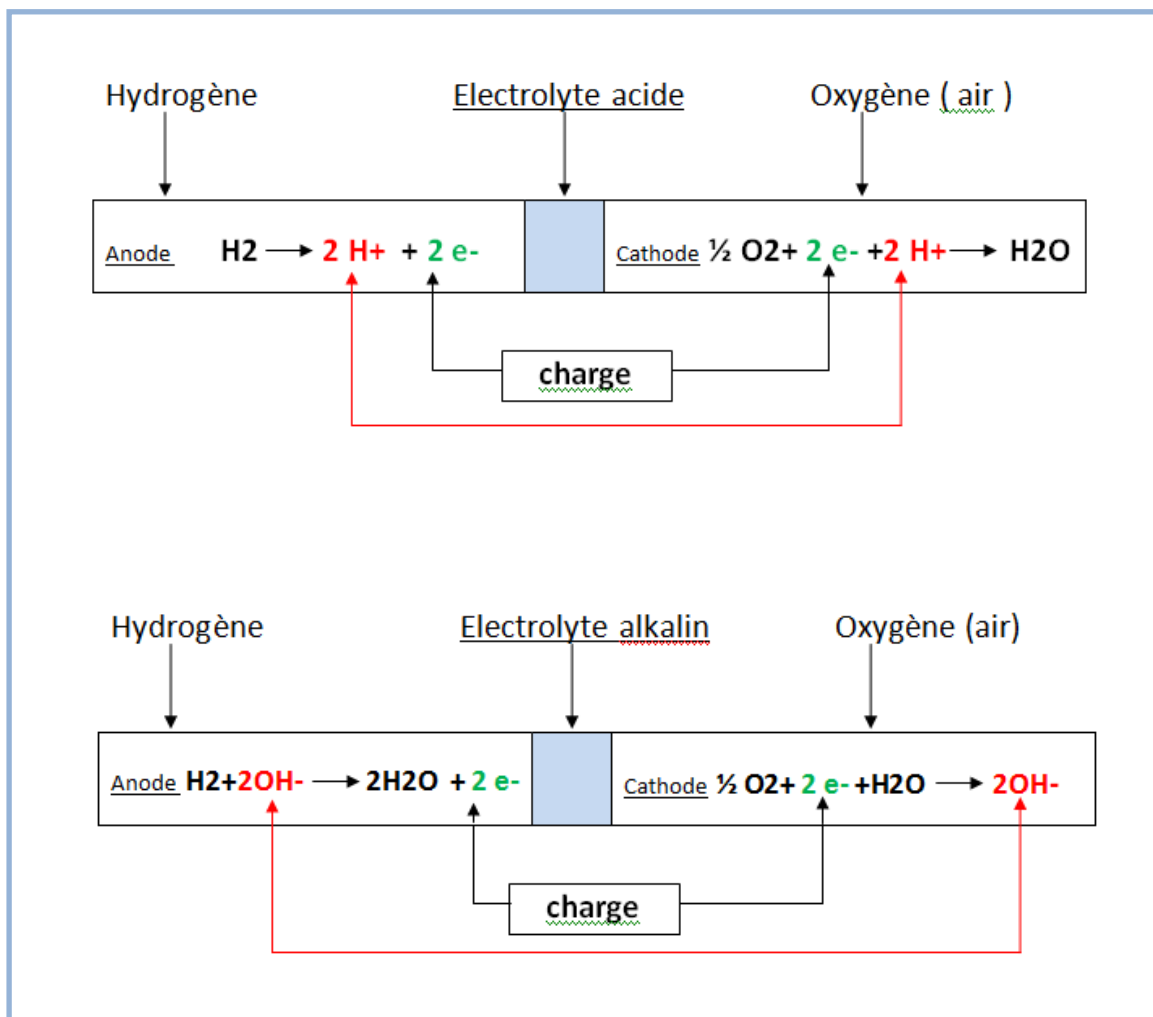 Hydrogène Electrolyte acide Oxygène ( air )
Anode H2 → 2 H+ + 2 e- Cathode ½ O2+ 2 e- +2 H+ → H2O
charge
Hydrogène Electrolyte alkalin Oxygène (air)
Anode H2+2OH- → 2H2O + 2 e- Cathode ½ O2+ 2 e- +H2O → 2OH-
charge